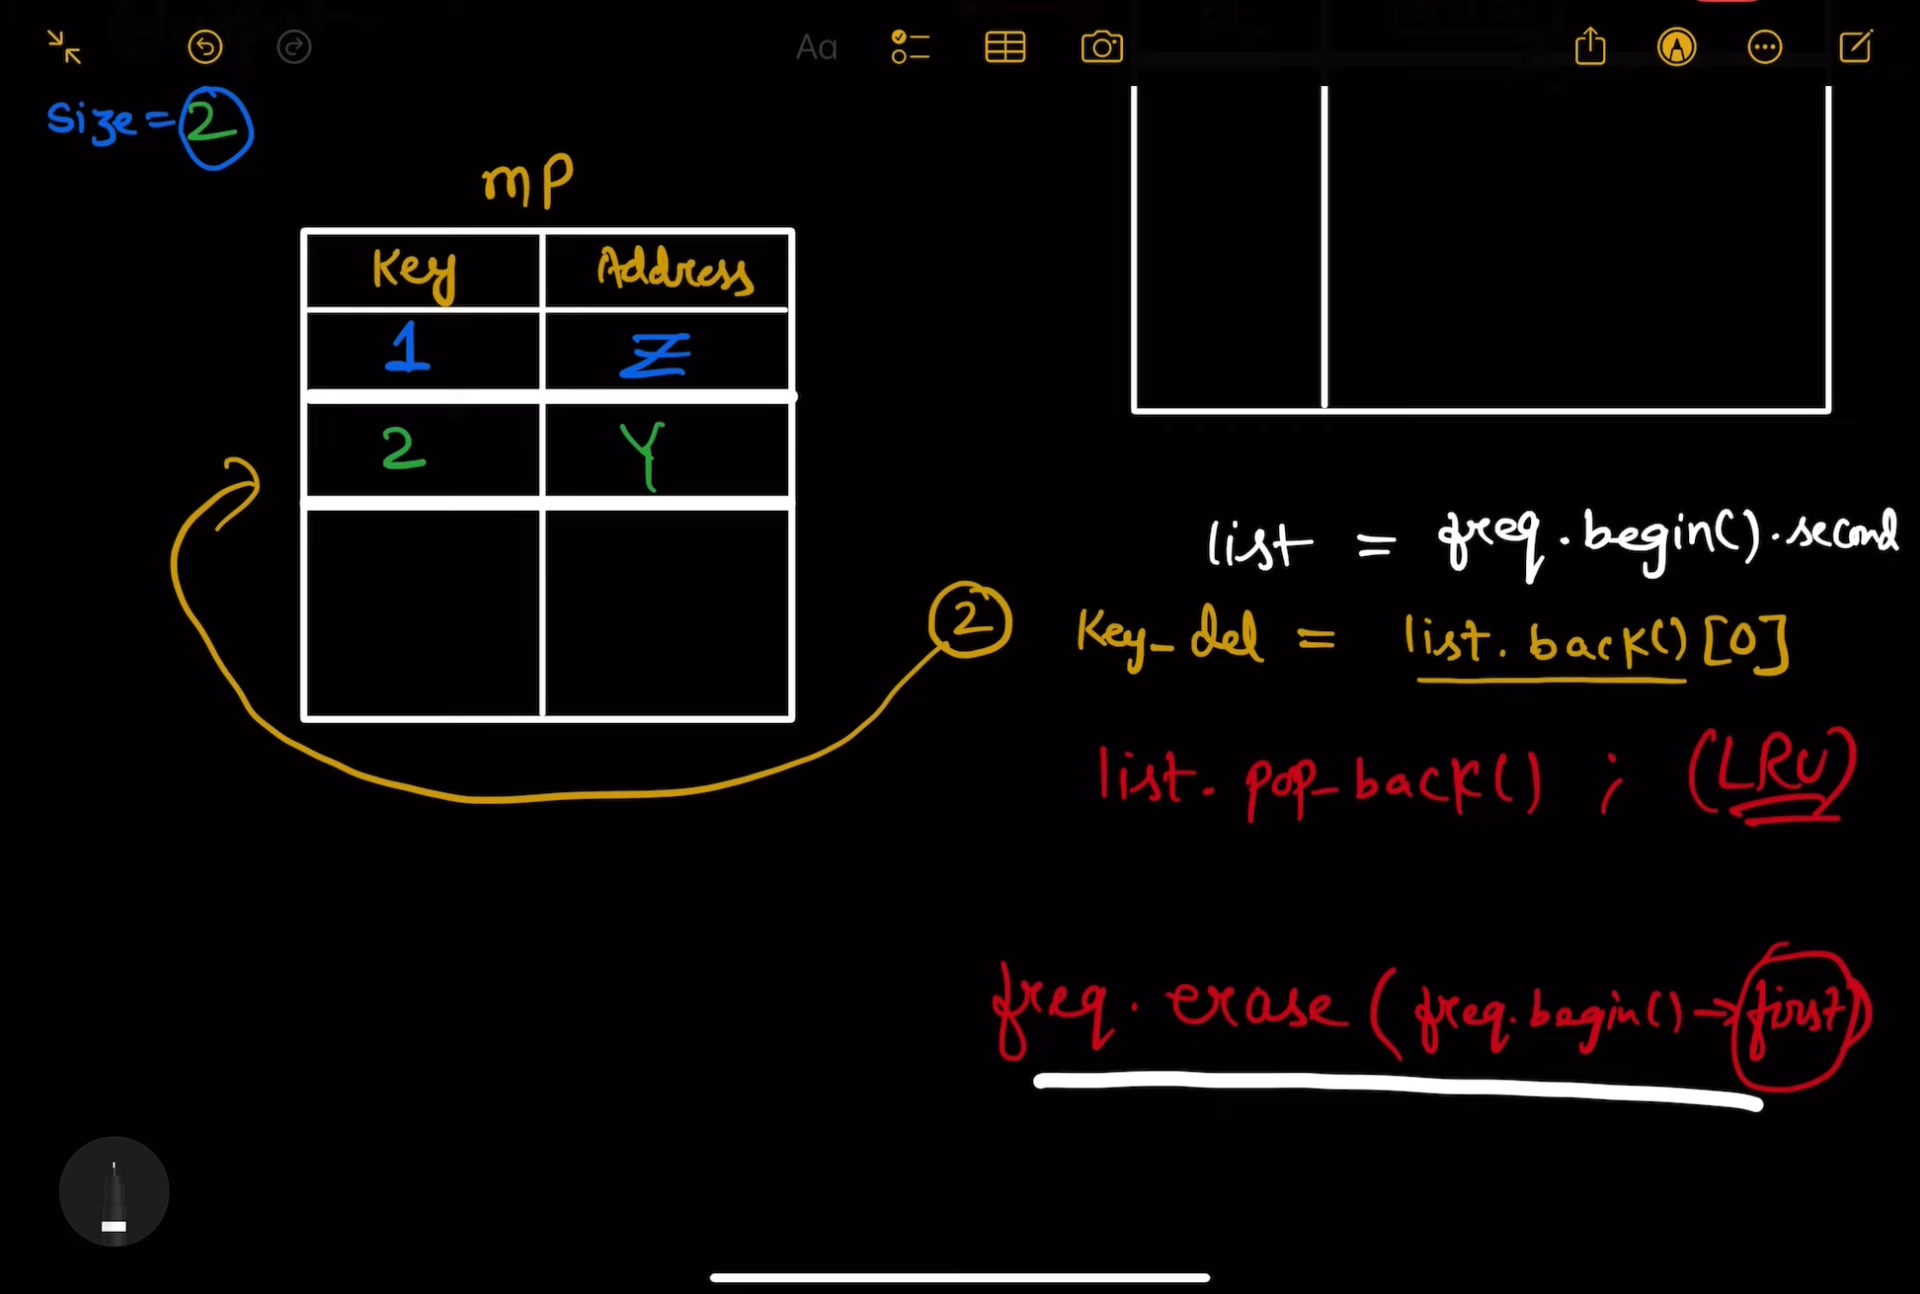 Aa
Size = 2
mp
Key Address
1 Z
2 Y
list = freq.begin().second
2 Key_del = list.back()[0]
list.pop_back() ; (LRU)
freq.erase(freq.begin()->first)